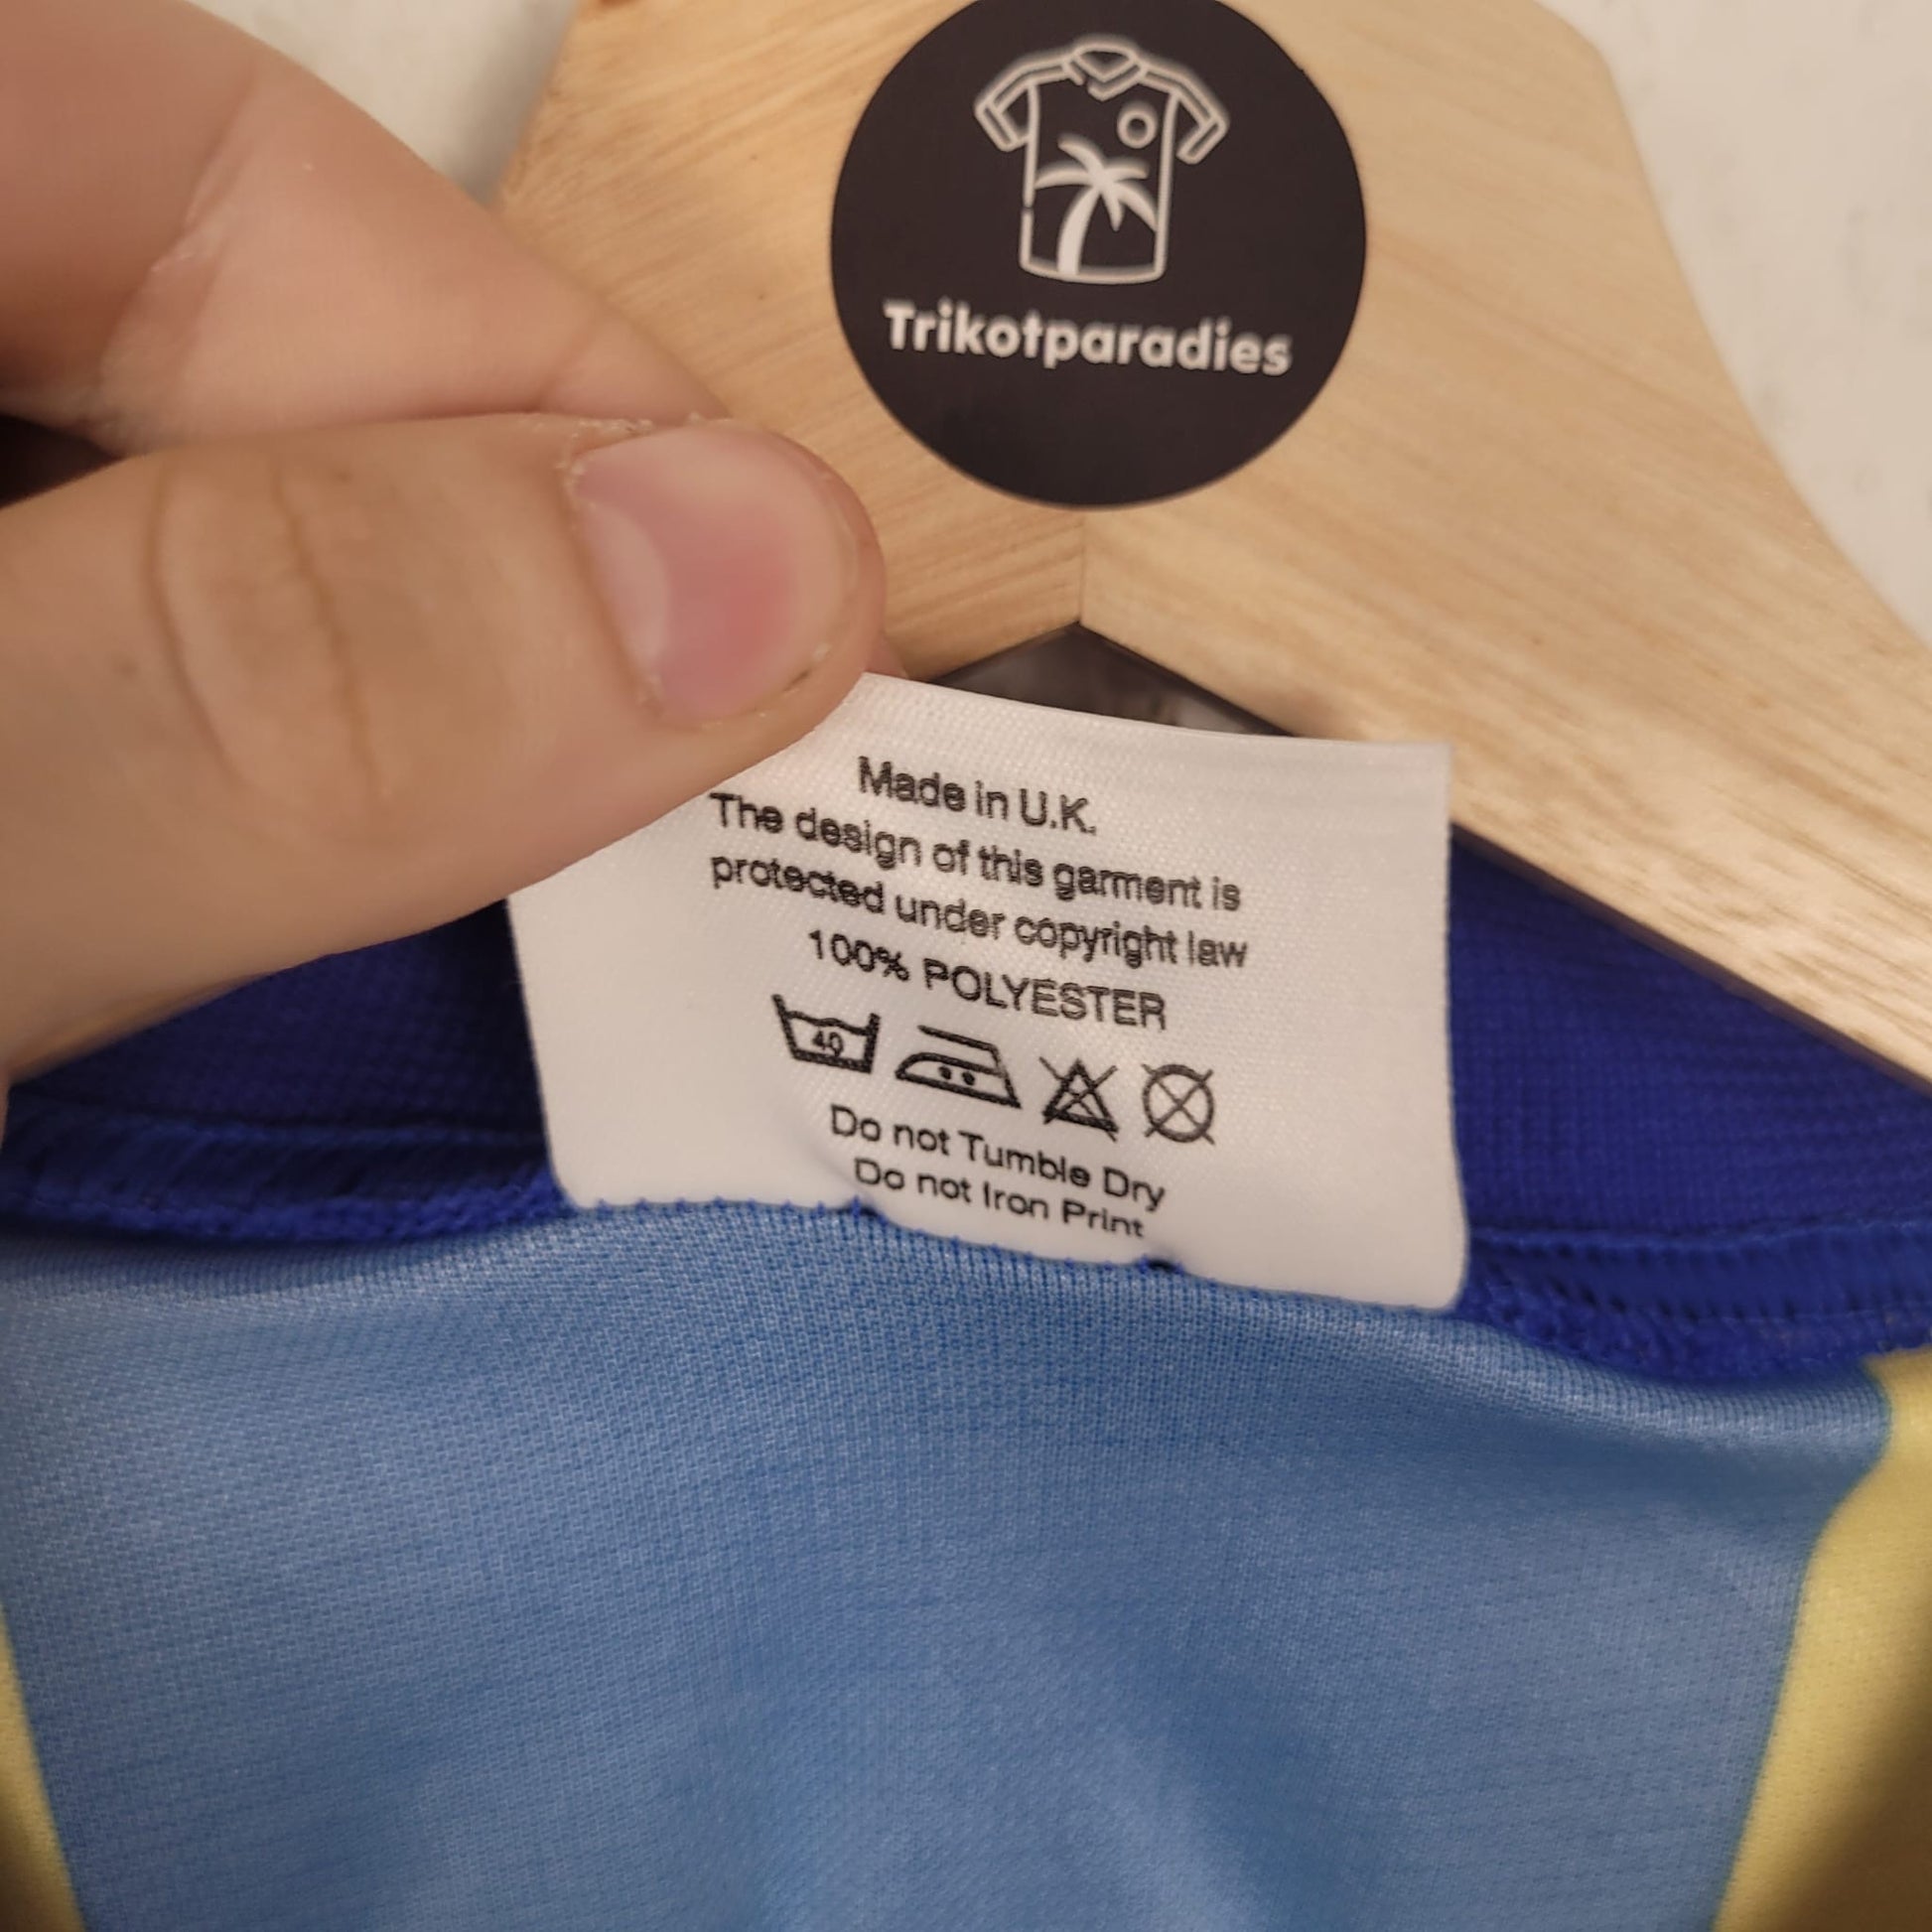 Trikotparadies
Made in U.K.
The design of this garment is
protected under copyright law
100% POLYESTER
40
Do not Tumble Dry
Do not Iron Print